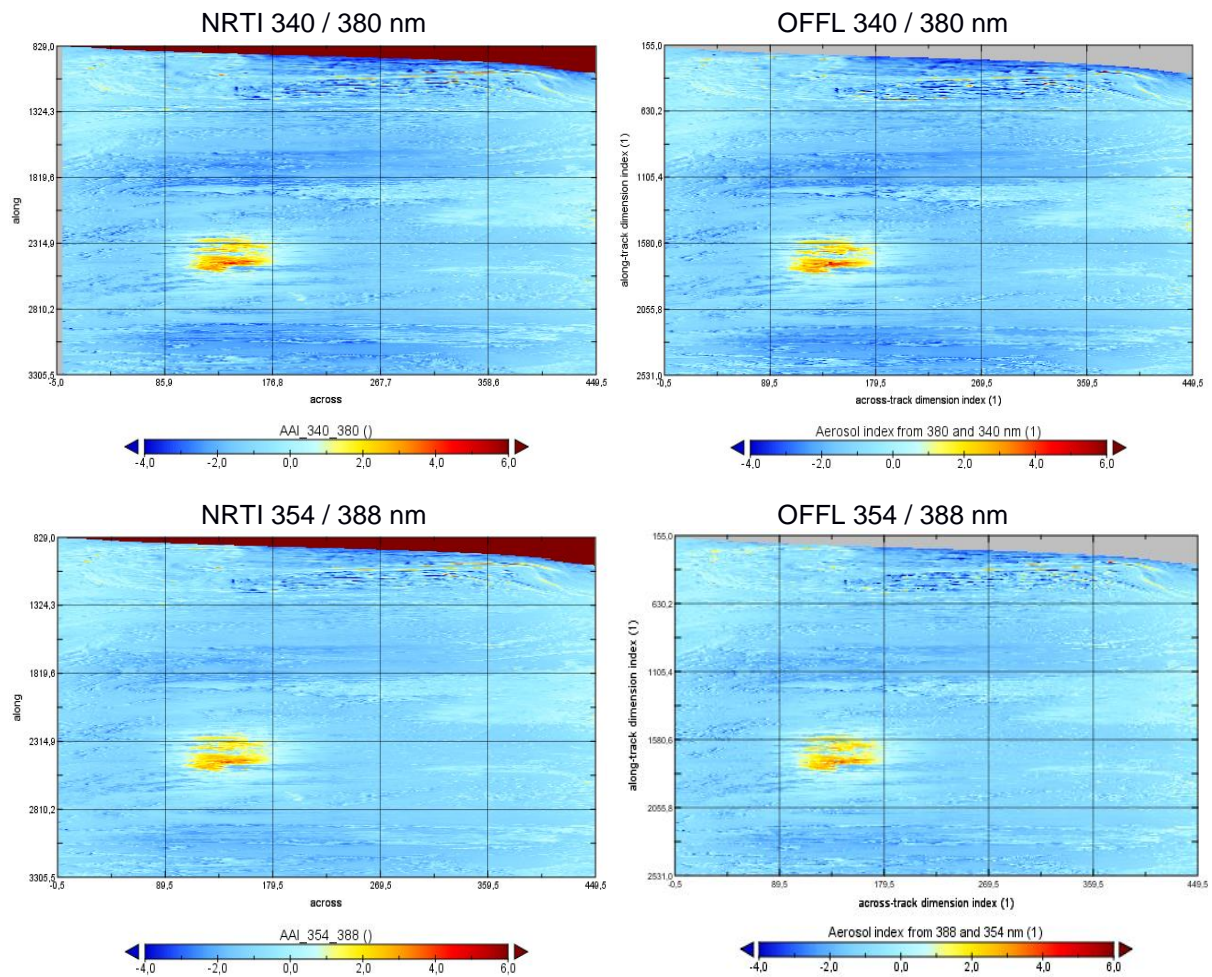 NRTI 340 / 380 nm
829,0
1324,3
1819,6
2314,9
2810,2
3305,5
along
-5,0 85,9 176,8 267,7 358,6 449,5
across
AAI_340_380 ()
-4,0 -2,0 0,0 2,0 4,0 6,0
OFFL 340 / 380 nm
155,0
630,2
1105,4
1580,6
2055,8
2531,0
along-track dimension index (1)
-0,5 89,5 179,5 269,5 359,5 449,5
across-track dimension index (1)
Aerosol index from 380 and 340 nm (1)
-4,0 -2,0 0,0 2,0 4,0 6,0
NRTI 354 / 388 nm
829,0
1324,3
1819,6
2314,9
2810,2
3305,5
along
-0,5 89,5 179,5 269,5 359,5 449,5
across
AAI_354_388 ()
-4,0 -2,0 0,0 2,0 4,0 6,0
OFFL 354 / 388 nm
155,0
630,2
1105,4
1580,6
2055,8
2531,0
along-track dimension index (1)
-0,5 89,5 179,5 269,5 359,5 449,5
across-track dimension index (1)
Aerosol index from 388 and 354 nm (1)
-4,0 -2,0 0,0 2,0 4,0 6,0